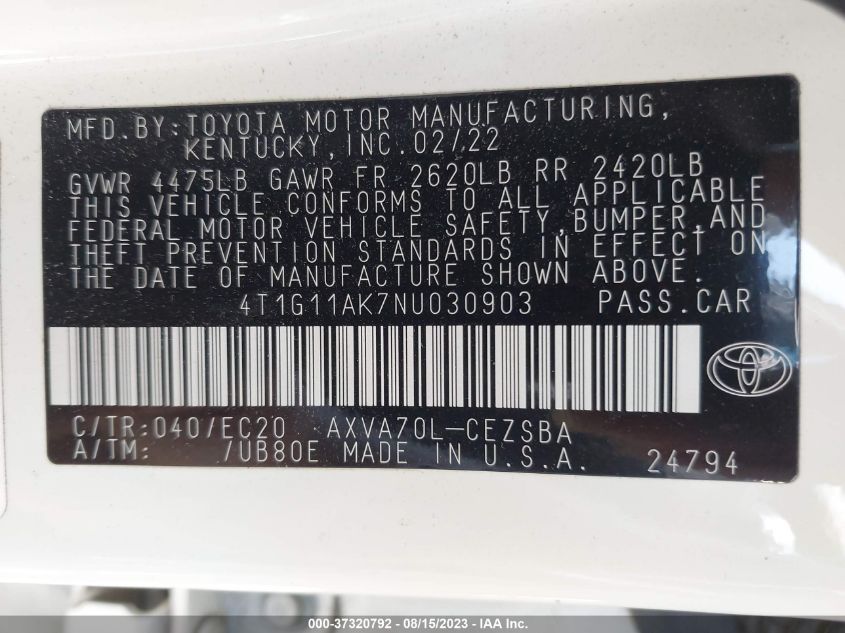 MFD.BY:TOYOTA MOTOR MANUFACTURING,
KENTUCKY,INC.02/22
GVWR 4475LB GAWR FR 2620LB RR 2420LB
THIS VEHICLE CONFORMS TO ALL APPLICABLE
FEDERAL MOTOR VEHICLE SAFETY,BUMPER,AND
THEFT PREVENTION STANDARDS IN EFFECT ON
THE DATE OF MANUFACTURE SHOWN ABOVE.
4T1G11AK7NU030903 PASS.CAR
C/TR:040/EC20 AXVA70L-CEZSBA
A/TM: /UB80E MADE IN U.S.A. 24794
000-37320792 - 08/15/2023 - Copyright IAA, Inc.